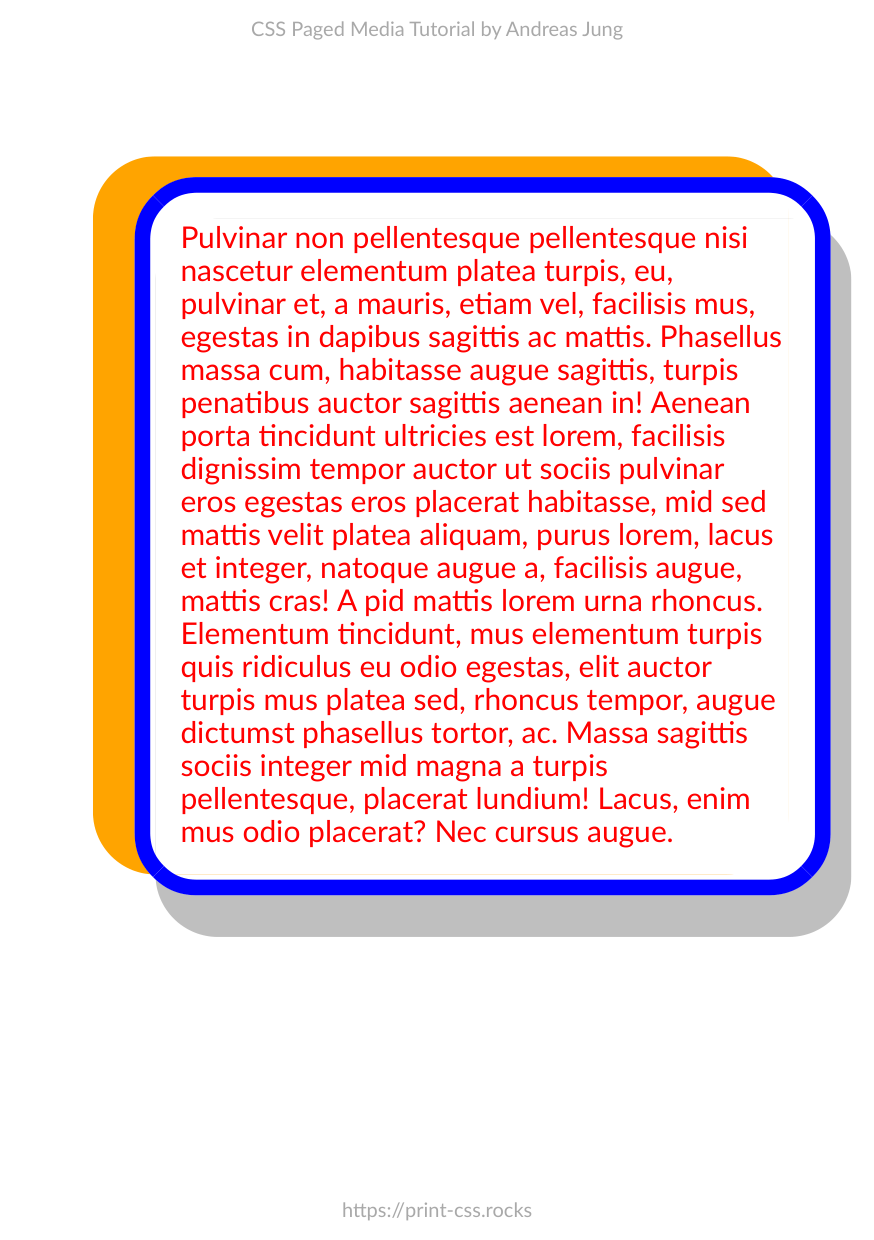 CSS Paged Media Tutorial by Andreas Jung
Pulvinar non pellentesque pellentesque nisi
nascetur elementum platea turpis, eu,
pulvinar et, a mauris, etiam vel, facilisis mus,
egestas in dapibus sagittis ac mattis. Phasellus
massa cum, habitasse augue sagittis, turpis
penatibus auctor sagittis aenean in! Aenean
porta tincidunt ultricies est lorem, facilisis
dignissim tempor auctor ut sociis pulvinar
eros egestas eros placerat habitasse, mid sed
mattis velit platea aliquam, purus lorem, lacus
et integer, natoque augue a, facilisis augue,
mattis cras! A pid mattis lorem urna rhoncus.
Elementum tincidunt, mus elementum turpis
quis ridiculus eu odio egestas, elit auctor
turpis mus platea sed, rhoncus tempor, augue
dictumst phasellus tortor, ac. Massa sagittis
sociis integer mid magna a turpis
pellentesque, placerat lundium! Lacus, enim
mus odio placerat? Nec cursus augue.
https://print-css.rocks